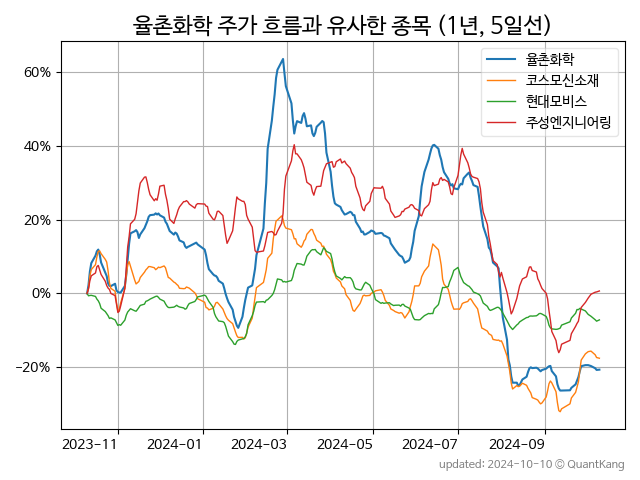 율촌화학 주가 흐름과 유사한 종목 (1년, 5일선)
율촌화학
코스모신소재
현대모비스
주성엔지니어링
60%
40%
20%
0%
−20%
2023-11
2024-01
2024-03
2024-05
2024-07
2024-09
updated: 2024-10-10 © QuantKang